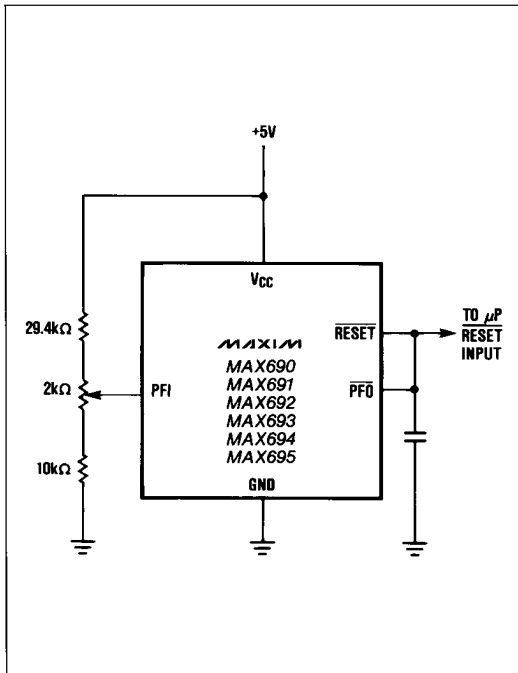 +5V
VCC
29.4kΩ
2kΩ
10kΩ
PFI
MAXIM
MAX690
MAX691
MAX692
MAX693
MAX694
MAX695
GND
RESET
PFO
TO μP
RESET
INPUT